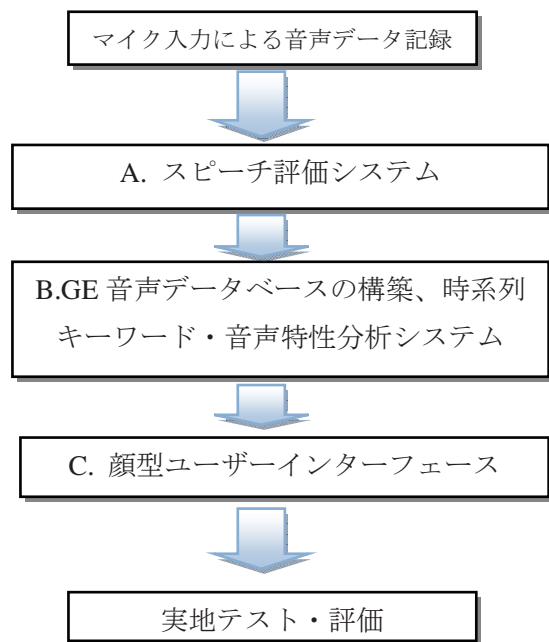 マイク入力による音声データ記録
A. スピーチ評価システム
B.GE 音声データベースの構築、時系列
キーワード・音声特性分析システム
C. 顔型ユーザーインターフェース
実地テスト・評価